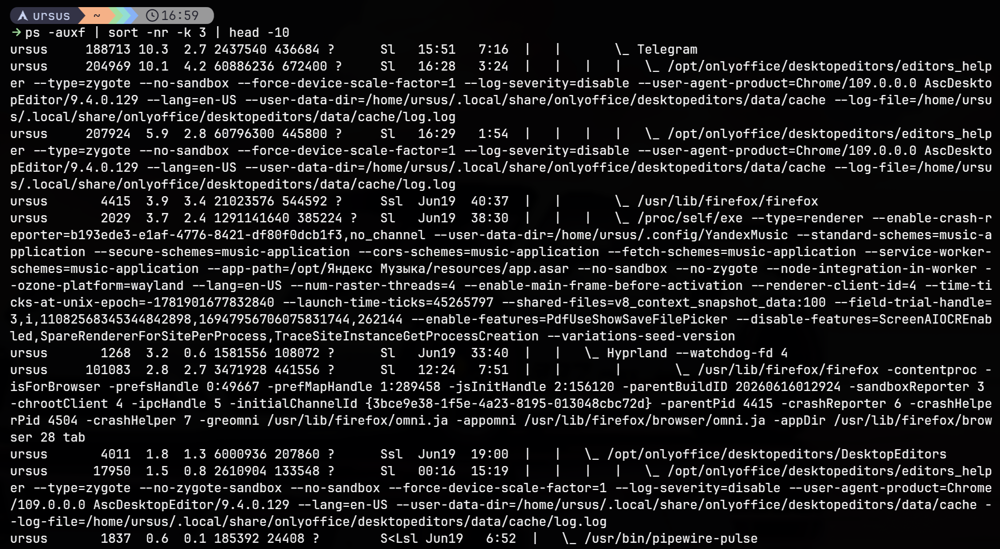 ursus ~ 16:59
→ ps -auxf | sort -nr -k 3 | head -10
ursus     188713 10.3  2.7 2437540 436684 ?      Sl   15:51   7:16  |   |       \_ Telegram
ursus     204969 10.1  4.2 60886236 672400 ?     Sl   16:28   3:24  |   |   |   |   \_ /opt/onlyoffice/desktopeditors/editors_help
er --type=zygote --no-sandbox --force-device-scale-factor=1 --log-severity=disable --user-agent-product=Chrome/109.0.0.0 AscDeskto
pEditor/9.4.0.129 --lang=en-US --user-data-dir=/home/ursus/.local/share/onlyoffice/desktopeditors/data/cache --log-file=/home/ursu
s/.local/share/onlyoffice/desktopeditors/data/cache/log.log
ursus     207924  5.9  2.8 60796300 445800 ?     Sl   16:29   1:54  |   |   |   |   \_ /opt/onlyoffice/desktopeditors/editors_help
er --type=zygote --no-sandbox --force-device-scale-factor=1 --log-severity=disable --user-agent-product=Chrome/109.0.0.0 AscDeskto
pEditor/9.4.0.129 --lang=en-US --user-data-dir=/home/ursus/.local/share/onlyoffice/desktopeditors/data/cache --log-file=/home/ursu
s/.local/share/onlyoffice/desktopeditors/data/cache/log.log
ursus       4415  3.9  3.4 21023576 544592 ?     Ssl  Jun19  40:37  |   |       \_ /usr/lib/firefox/firefox
ursus       2029  3.7  2.4 1291141640 385224 ?   Sl   Jun19  38:30  |   |   |   \_ /proc/self/exe --type=renderer --enable-crash-r
eporter=b193ede3-e1af-4776-8421-df80f0dcb1f3,no_channel --user-data-dir=/home/ursus/.config/YandexMusic --standard-schemes=music-a
pplication --secure-schemes=music-application --cors-schemes=music-application --fetch-schemes=music-application --service-worker-
schemes=music-application --app-path=/opt/Яндекс Музыка/resources/app.asar --no-sandbox --no-zygote --node-integration-in-worker -
-ozone-platform=wayland --lang=en-US --num-raster-threads=4 --enable-main-frame-before-activation --renderer-client-id=4 --time-ti
cks-at-unix-epoch=-1781901677832840 --launch-time-ticks=45265797 --shared-files=v8_context_snapshot_data:100 --field-trial-handle=
3,i,11082568345344842898,16947956706075831744,262144 --enable-features=PdfUseShowSaveFilePicker --disable-features=ScreenAIOCREnab
led,SpareRendererForSitePerProcess,TraceSiteInstanceGetProcessCreation --variations-seed-version
ursus       1268  3.2  0.6 1581556 108072 ?      Sl   Jun19  33:40  |   |   \_ Hyprland --watchdog-fd 4
ursus     101083  2.8  2.7 3471928 441556 ?      Sl   12:24   7:51  |   |       |       \_ /usr/lib/firefox/firefox -contentproc -
isForBrowser -prefsHandle 0:49667 -prefMapHandle 1:289458 -jsInitHandle 2:156120 -parentBuildID 20260616012924 -sandboxReporter 3
-chrootClient 4 -ipcHandle 5 -initialChannelId {3bce9e38-1f5e-4a23-8195-013048cbc72d} -parentPid 4415 -crashReporter 6 -crashHelpe
rPid 4504 -crashHelper 7 -greomni /usr/lib/firefox/omni.ja -appomni /usr/lib/firefox/browser/omni.ja -appDir /usr/lib/firefox/brow
ser 28 tab
ursus       4011  1.8  1.3 6000936 207860 ?      Ssl  Jun19  19:00  |   |   \_ /opt/onlyoffice/desktopeditors/DesktopEditors
ursus      17950  1.5  0.8 2610904 133548 ?      Sl   00:16  15:19  |   |   |   |   \_ /opt/onlyoffice/desktopeditors/editors_help
er --type=zygote --no-zygote-sandbox --no-sandbox --force-device-scale-factor=1 --log-severity=disable --user-agent-product=Chrome
/109.0.0.0 AscDesktopEditor/9.4.0.129 --lang=en-US --user-data-dir=/home/ursus/.local/share/onlyoffice/desktopeditors/data/cache -
-log-file=/home/ursus/.local/share/onlyoffice/desktopeditors/data/cache/log.log
ursus       1837  0.6  0.1 185392 24408 ?        S<Lsl Jun19   6:52  |   \_ /usr/bin/pipewire-pulse